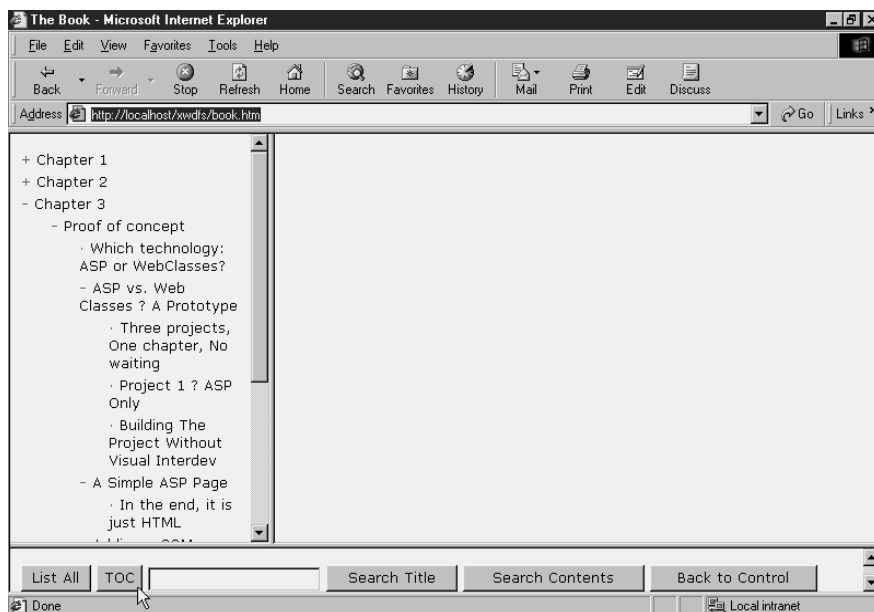 The Book - Microsoft Internet Explorer
File Edit View Favorites Tools Help
Back Forward Stop Refresh Home Search Favorites History Mail Print Edit Discuss
Address http://localhost/xwdfs/book.htm Go Links
+ Chapter 1
+ Chapter 2
- Chapter 3
- Proof of concept
· Which technology:
ASP or WebClasses?
- ASP vs. Web
Classes ? A Prototype
· Three projects,
One chapter, No
waiting
· Project 1 ? ASP
Only
· Building The
Project Without
Visual Interdev
- A Simple ASP Page
· In the end, it is
just HTML
List All TOC Search Title Search Contents Back to Control
Done Local intranet